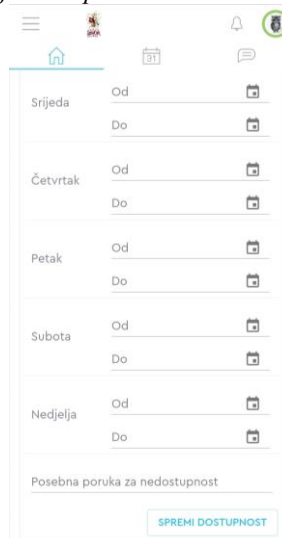 31
Od
Srijeda
Do
Od
Četvrtak
Do
Od
Petak
Do
Od
Subota
Do
Od
Nedjelja
Do
Posebna poruka za nedostupnost
SPREMI DOSTUPNOST